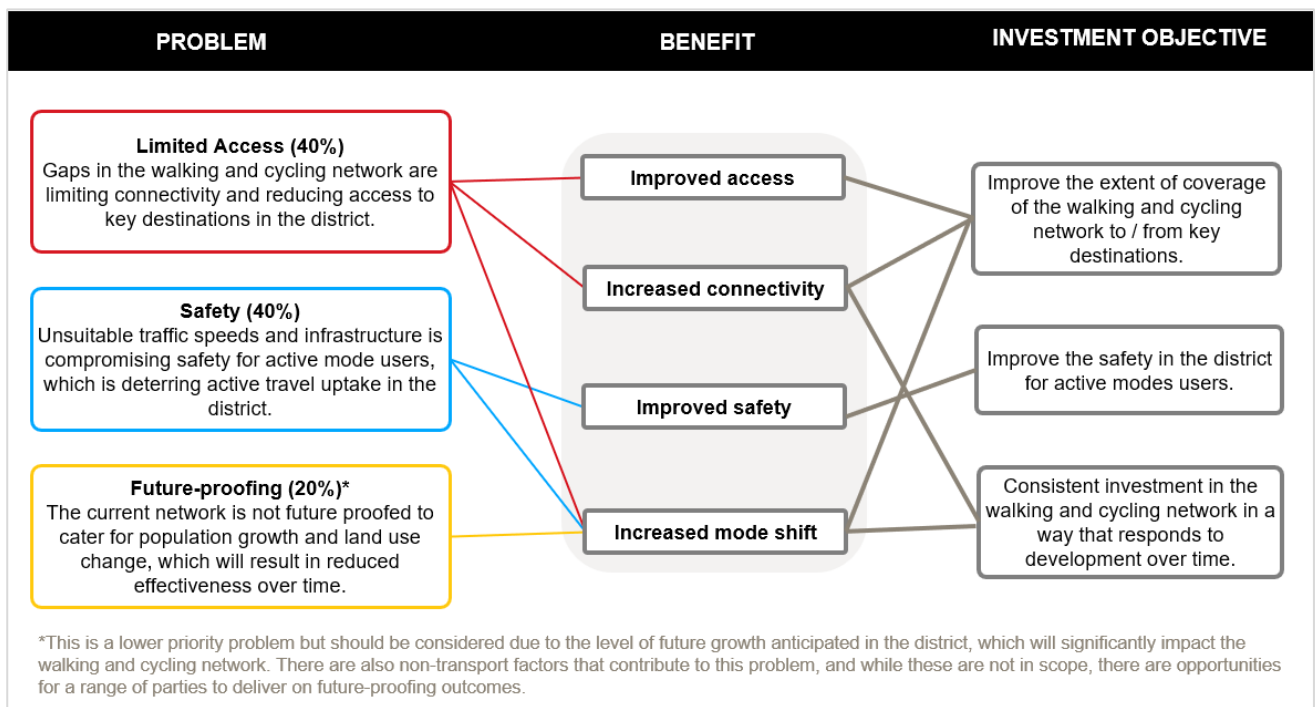 PROBLEM
BENEFIT
INVESTMENT OBJECTIVE
Limited Access (40%)
Gaps in the walking and cycling network are
limiting connectivity and reducing access to
key destinations in the district.
Safety (40%)
Unsuitable traffic speeds and infrastructure is
compromising safety for active mode users,
which is deterring active travel uptake in the
district.
Future-proofing (20%)*
The current network is not future proofed to
cater for population growth and land use
change, which will result in reduced
effectiveness over time.
Improved access
Increased connectivity
Improved safety
Increased mode shift
Improve the extent of coverage
of the walking and cycling
network to / from key
destinations.
Improve the safety in the district
for active modes users.
Consistent investment in the
walking and cycling network in a
way that responds to
development over time.
*This is a lower priority problem but should be considered due to the level of future growth anticipated in the district, which will significantly impact the
walking and cycling network. There are also non-transport factors that contribute to this problem, and while these are not in scope, there are opportunities
for a range of parties to deliver on future-proofing outcomes.